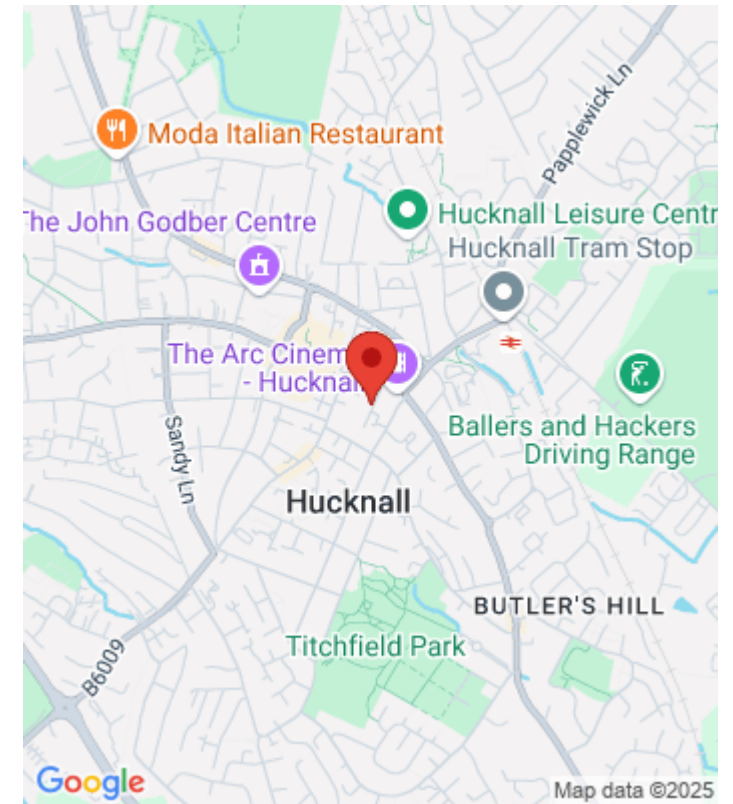 Papplewick Ln
Moda Italian Restaurant
The John Godber Centre
Hucknall Leisure Centr
Hucknall Tram Stop
The Arc Cinem
- Hucknall
Sandy Ln
Ballers and Hackers
Driving Range
Hucknall
BUTLER'S HILL
Titchfield Park
B6009
Google
Map data ©2025